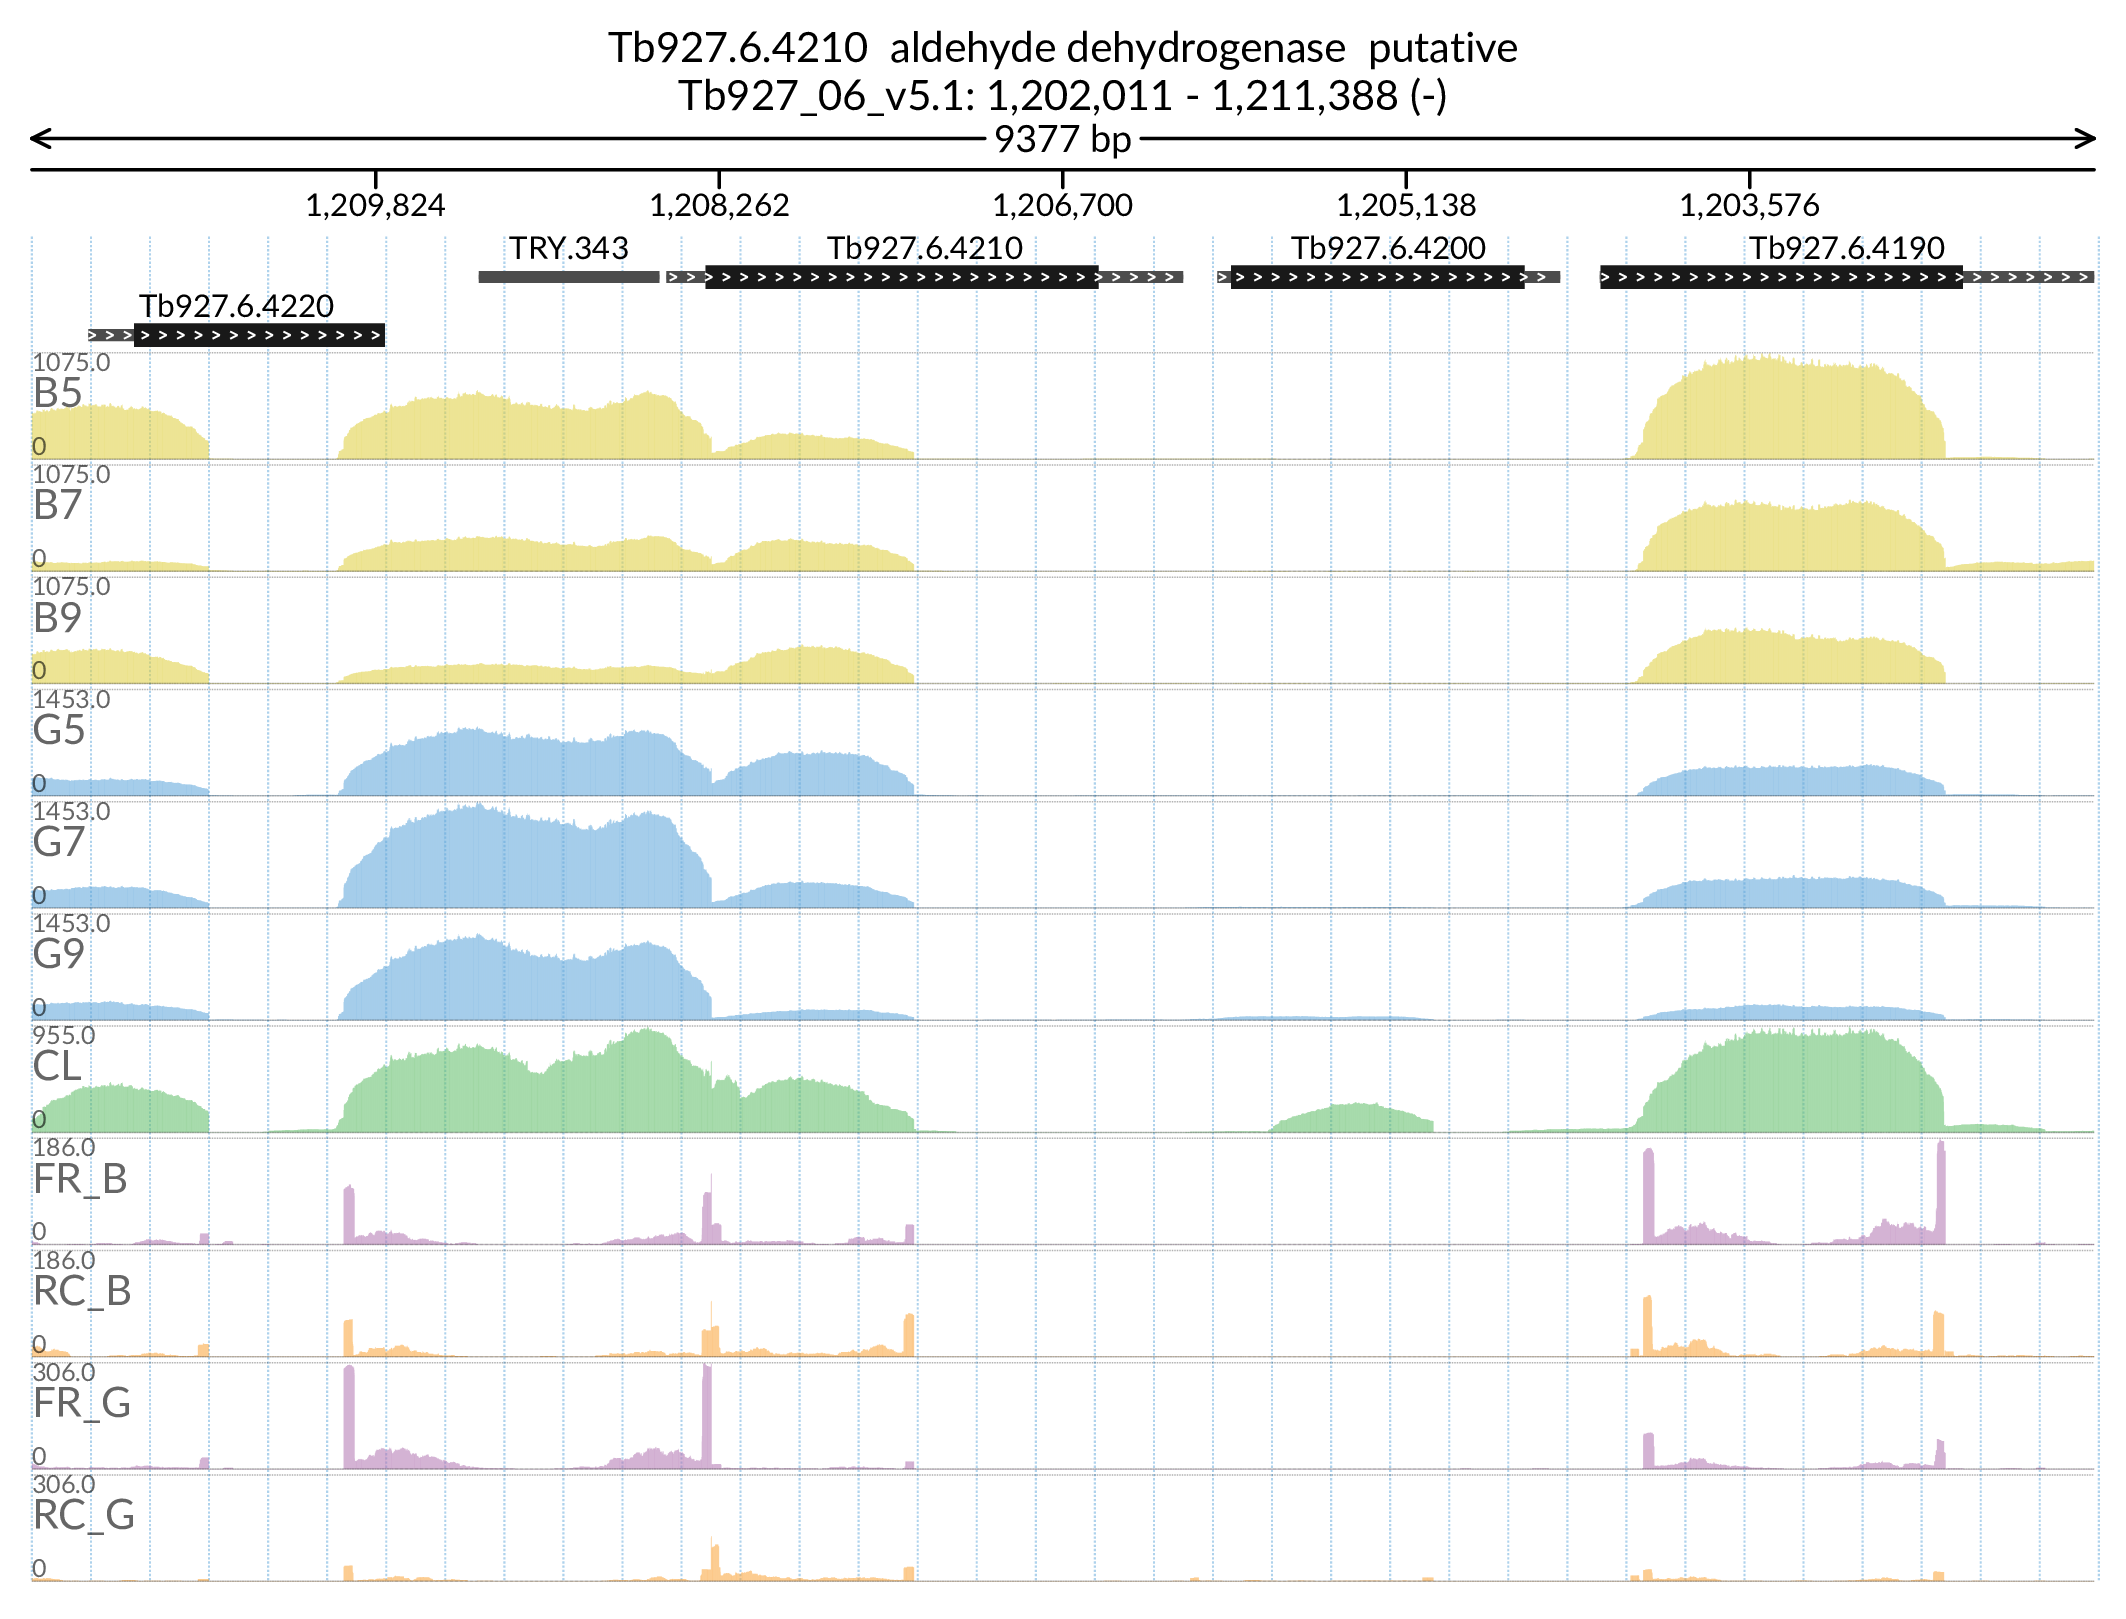 Tb927.6.4210 aldehyde dehydrogenase putative
Tb927_06_v5.1: 1,202,011 - 1,211,388 (-)
9377 bp
1,209,824 1,208,262 1,206,700 1,205,138 1,203,576
TRY.343 Tb927.6.4210 Tb927.6.4200 Tb927.6.4190
Tb927.6.4220
1075.0
B5
0
1075.0
B7
0
1075.0
B9
0
1453.0
G5
0
1453.0
G7
0
1453.0
G9
0
955.0
CL
0
186.0
FR_B
0
186.0
RC_B
0
306.0
FR_G
0
306.0
RC_G
0